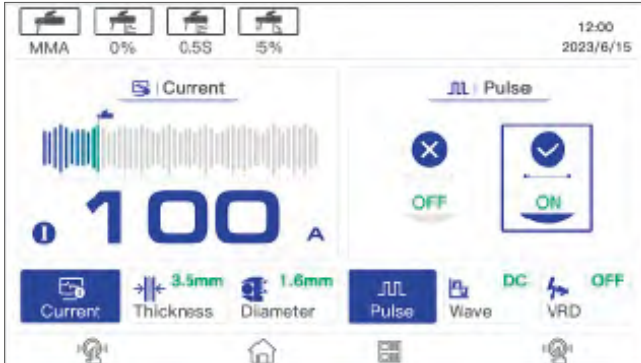 MMA 0% 0.5S 5%
12:00
2023/6/15
Current
Pulse
100 A
OFF
ON
Current
3.5mm
Thickness
1.6mm
Diameter
Pulse
DC
Wave
OFF
VRD